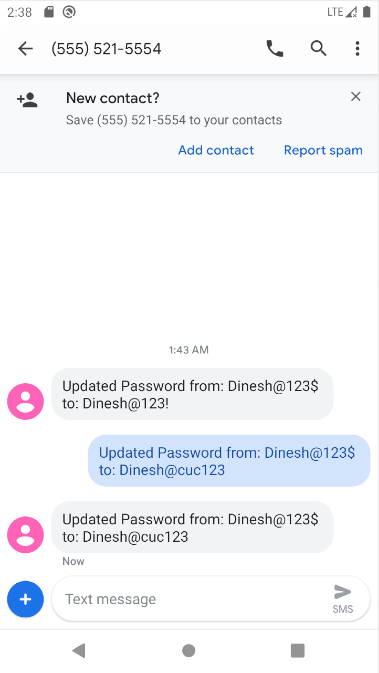 2:38
LTE
(555) 521-5554
New contact?
Save (555) 521-5554 to your contacts
Add contact
Report spam
1:43 AM
Updated Password from: Dinesh@123$
to: Dinesh@123!
Updated Password from: Dinesh@123$
to: Dinesh@cuc123
Updated Password from: Dinesh@123$
to: Dinesh@cuc123
Now
Text message
SMS